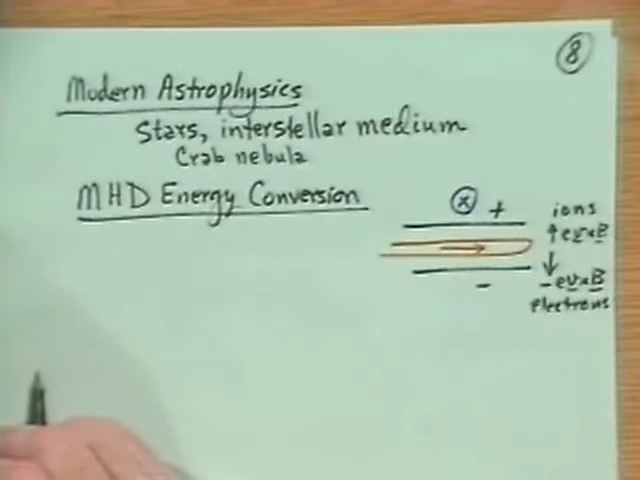 8
Modern Astrophysics
Stars, interstellar medium
Crab nebula
MHD Energy Conversion
x + ions
↑ e v x B
↓
- - e v x B
electrons